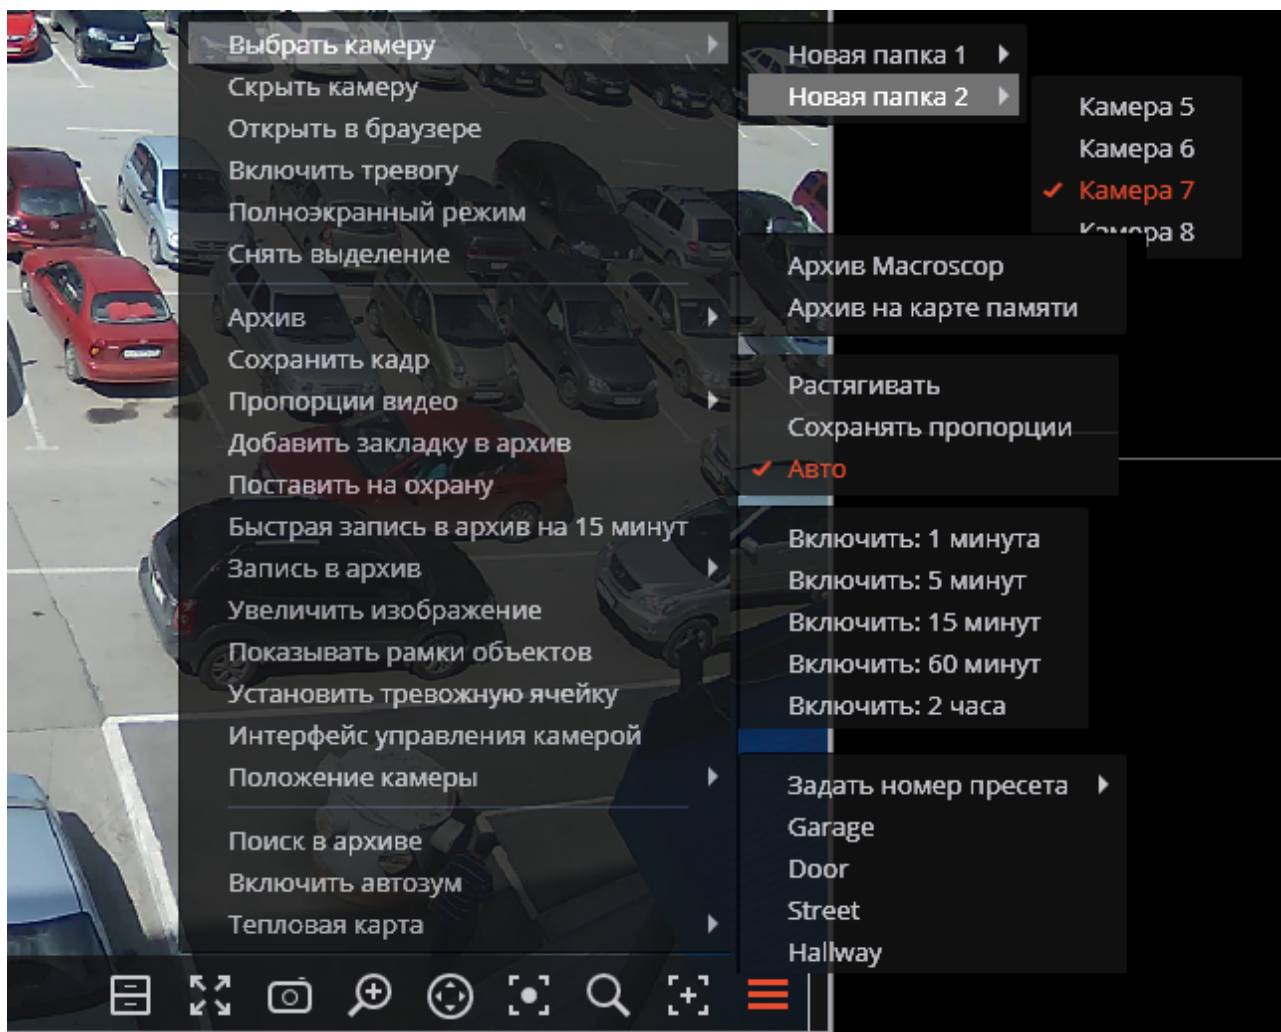 Выбрать камеру
Скрыть камеру
Открыть в браузере
Включить тревогу
Полноэкранный режим
Снять выделение
Архив
Сохранить кадр
Пропорции видео
Добавить закладку в архив
Поставить на охрану
Быстрая запись в архив на 15 минут
Запись в архив
Увеличить изображение
Показывать рамки объектов
Установить тревожную ячейку
Интерфейс управления камерой
Положение камеры
Поиск в архиве
Включить автозум
Тепловая карта
Новая папка 1
Новая папка 2
Камера 5
Камера 6
Камера 7
Камера 8
Архив Macroscop
Архив на карте памяти
Растягивать
Сохранять пропорции
Авто
Включить: 1 минута
Включить: 5 минут
Включить: 15 минут
Включить: 60 минут
Включить: 2 часа
Задать номер пресета
Garage
Door
Street
Hallway